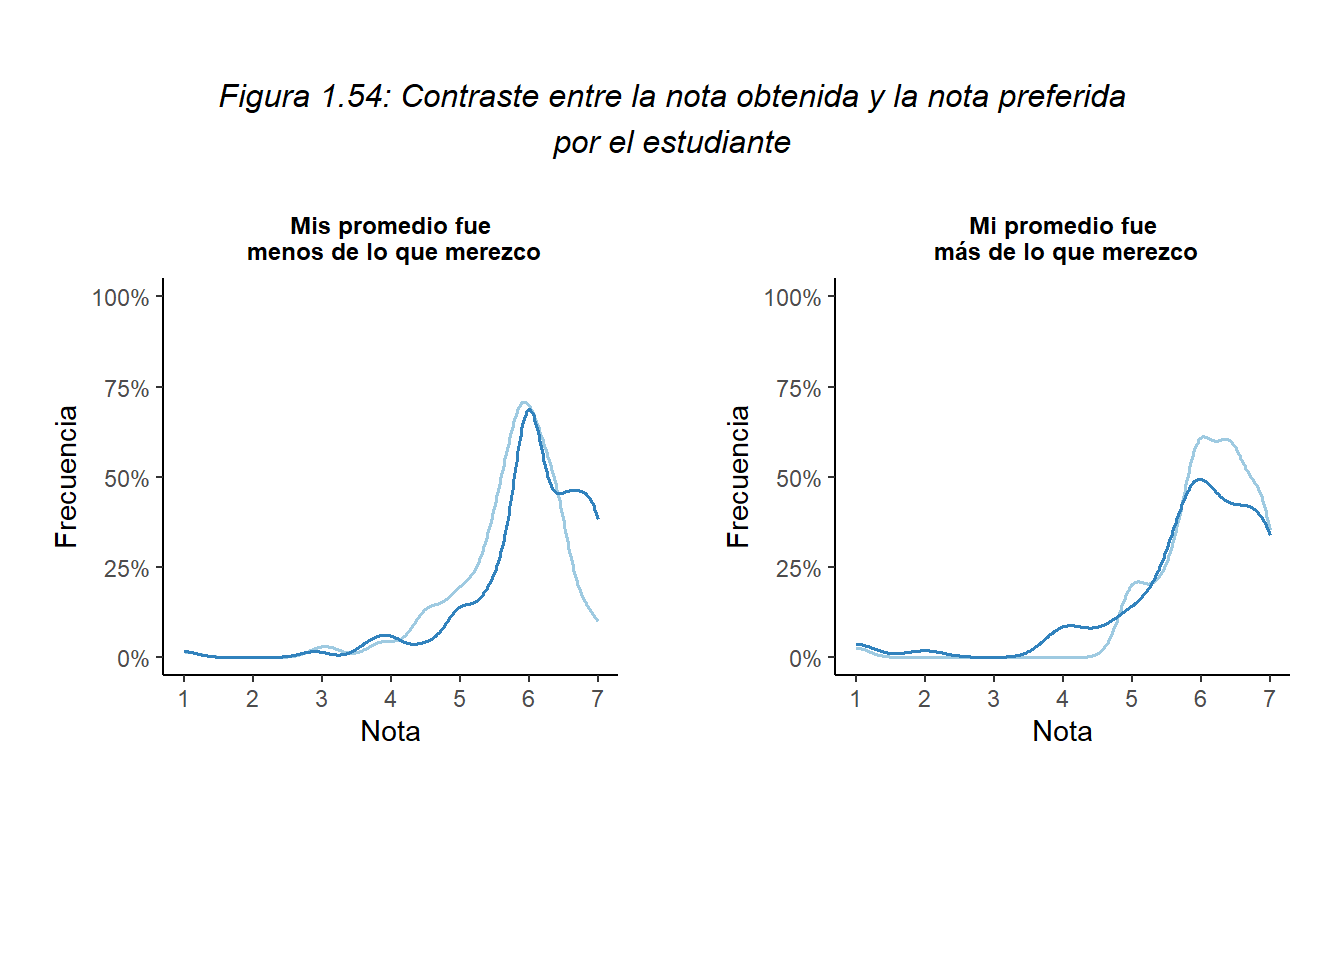 Figura 1.54: Contraste entre la nota obtenida y la nota preferida
por el estudiante
Mis promedio fue
menos de lo que merezco
100%
75%
50%
25%
0%
Frecuencia
1 2 3 4 5 6 7
Nota
Mi promedio fue
más de lo que merezco
100%
75%
50%
25%
0%
Frecuencia
1 2 3 4 5 6 7
Nota